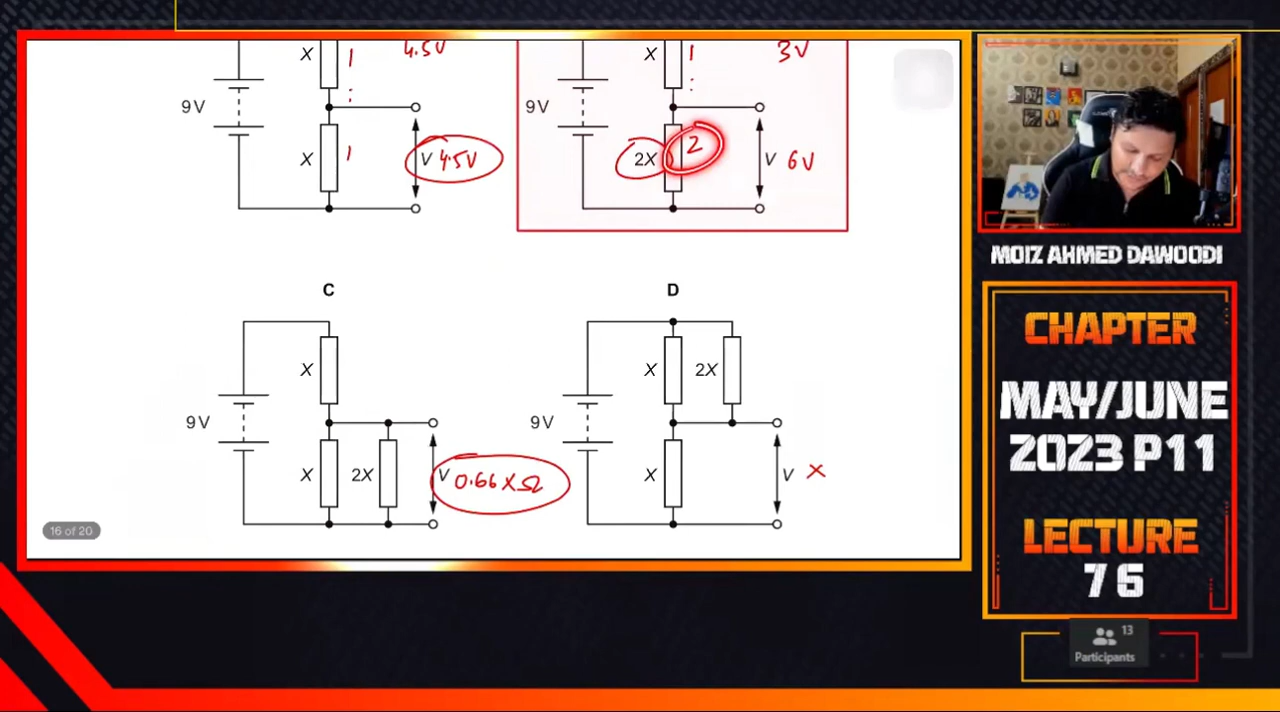 X 1 4.5V
X 1 3V
9V
9V
X 1 V 4.5V
2X 2 V 6V
C
D
X
X 2X
9V
9V
X 2X V 0.66XΩ
X V ×
16 of 20
MOIZ AHMED DAWOODI
CHAPTER
MAY/JUNE
2023 P11
LECTURE
76
13
Participants